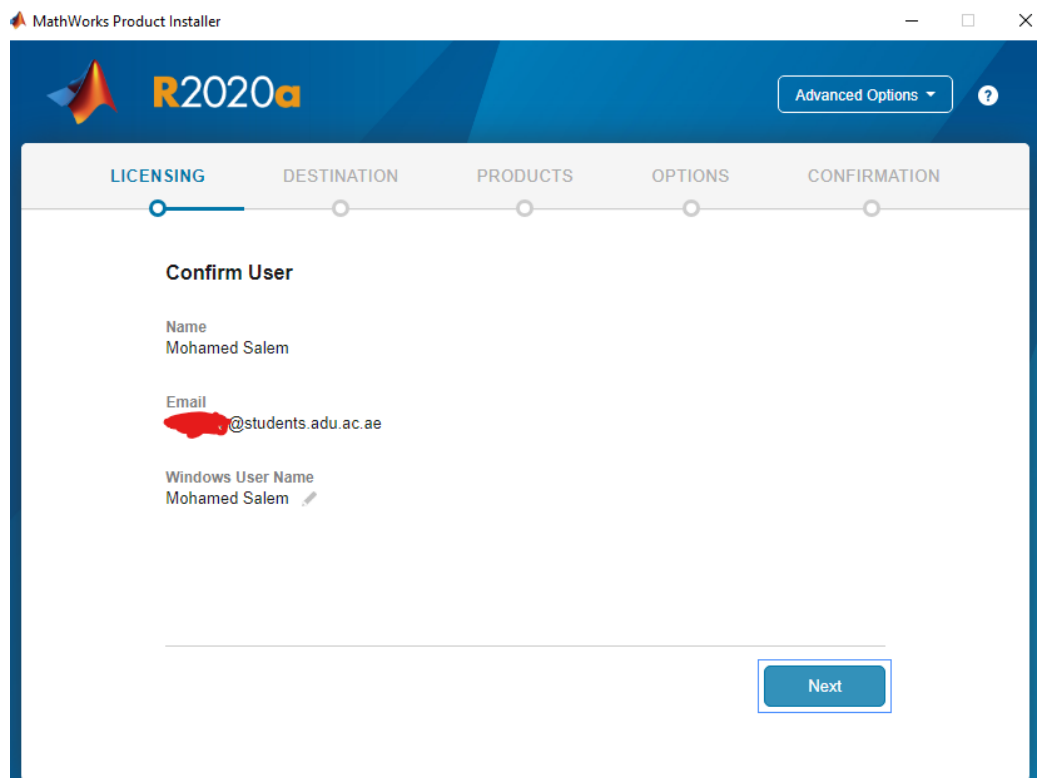 MathWorks Product Installer
R2020a
Advanced Options
?
LICENSING DESTINATION PRODUCTS OPTIONS CONFIRMATION
Confirm User
Name
Mohamed Salem
Email
@students.adu.ac.ae
Windows User Name
Mohamed Salem
Next